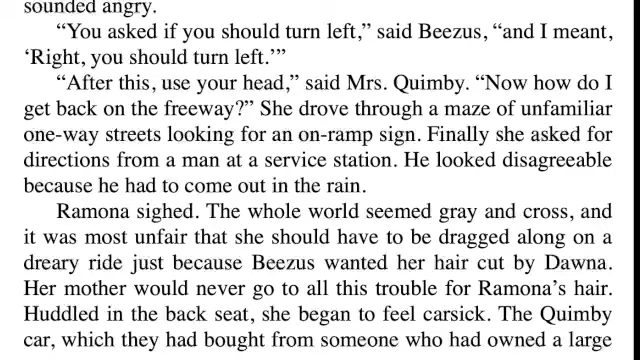 sounded angry.
“You asked if you should turn left,” said Beezus, “and I meant,
‘Right, you should turn left.’”
“After this, use your head,” said Mrs. Quimby. “Now how do I
get back on the freeway?” She drove through a maze of unfamiliar
one-way streets looking for an on-ramp sign. Finally she asked for
directions from a man at a service station. He looked disagreeable
because he had to come out in the rain.
Ramona sighed. The whole world seemed gray and cross, and
it was most unfair that she should have to be dragged along on a
dreary ride just because Beezus wanted her hair cut by Dawna.
Her mother would never go to all this trouble for Ramona’s hair.
Huddled in the back seat, she began to feel carsick. The Quimby
car, which they had bought from someone who had owned a large